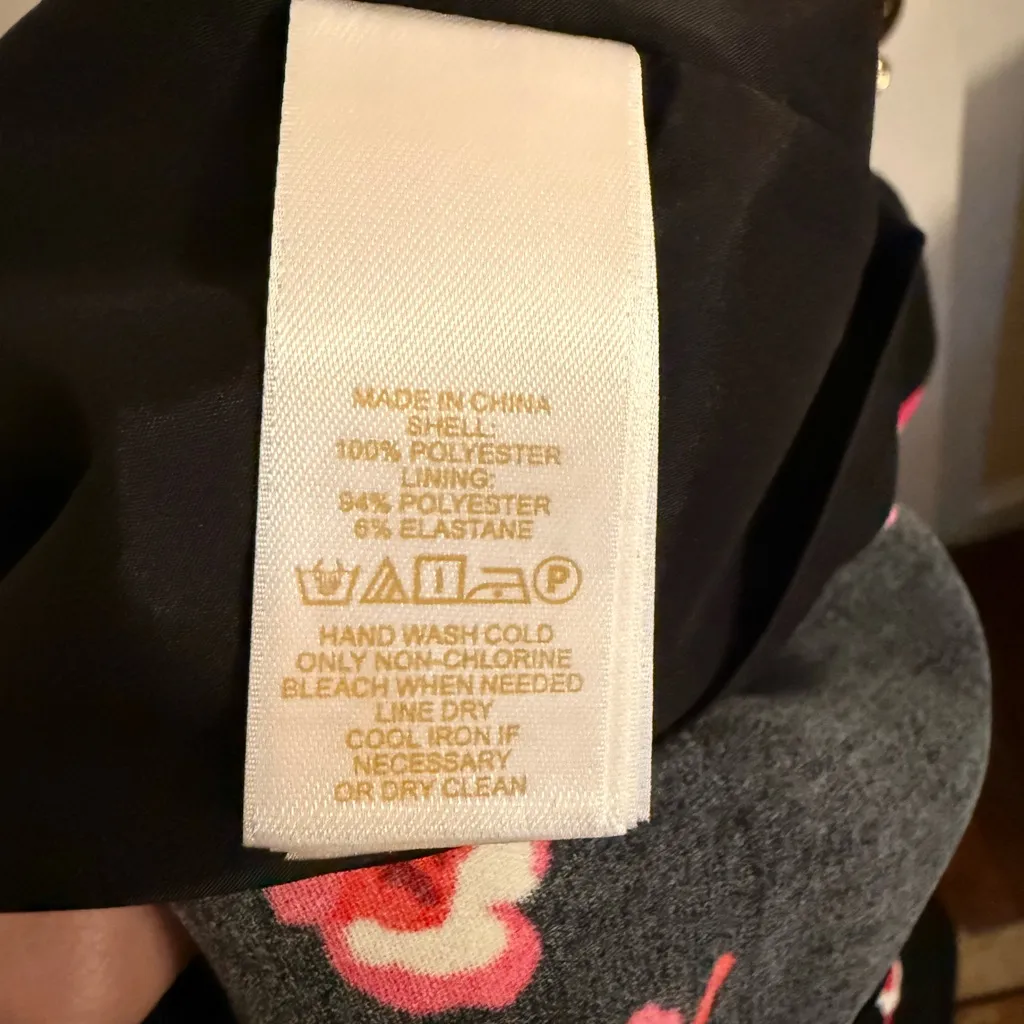 MADE IN CHINA
SHELL:
100% POLYESTER
LINING:
94% POLYESTER
6% ELASTANE
P
HAND WASH COLD
ONLY NON-CHLORINE
BLEACH WHEN NEEDED
LINE DRY
COOL IRON IF
NECESSARY
OR DRY CLEAN